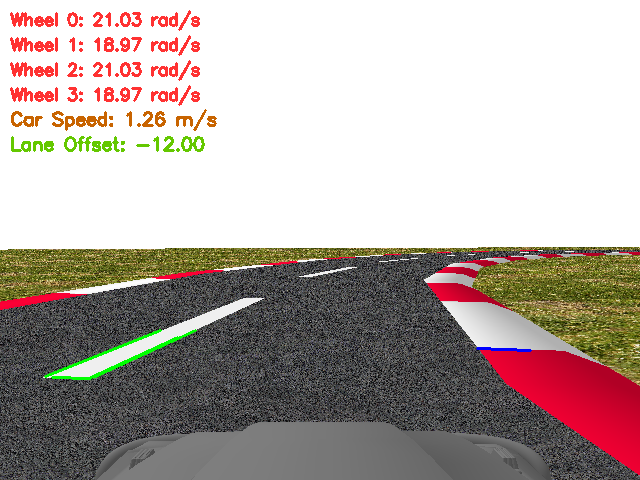 Wheel 0: 21.03 rad/s
Wheel 1: 18.97 rad/s
Wheel 2: 21.03 rad/s
Wheel 3: 18.97 rad/s
Car Speed: 1.26 m/s
Lane Offset: -12.00